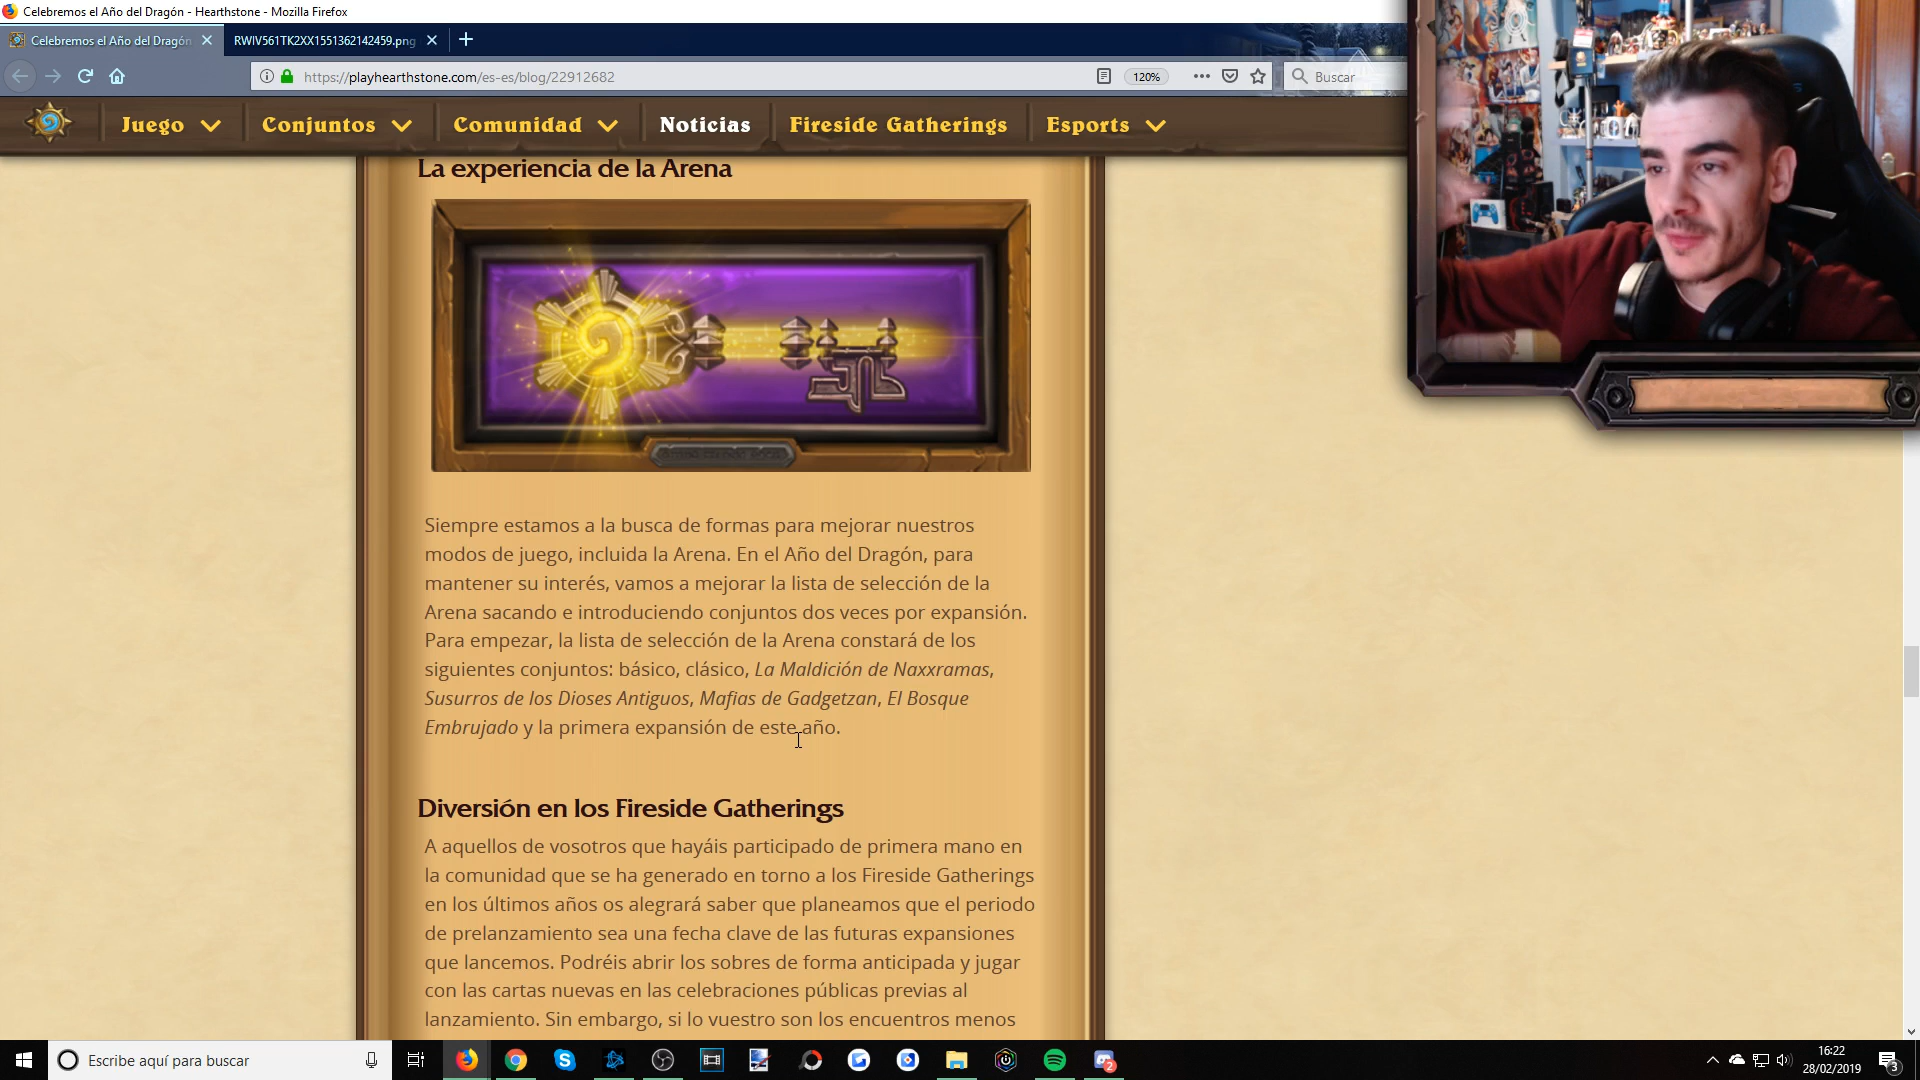 Celebremos el Año del Dragón - Hearthstone - Mozilla Firefox
Celebremos el Año del Dragón
RWIV561TK2XX1551362142459.png
https://playhearthstone.com/es-es/blog/22912682
120%
Buscar
Juego
Conjuntos
Comunidad
Noticias
Fireside Gatherings
Esports
La experiencia de la Arena
Siempre estamos a la busca de formas para mejorar nuestros
modos de juego, incluida la Arena. En el Año del Dragón, para
mantener su interés, vamos a mejorar la lista de selección de la
Arena sacando e introduciendo conjuntos dos veces por expansión.
Para empezar, la lista de selección de la Arena constará de los
siguientes conjuntos: básico, clásico, La Maldición de Naxxramas,
Susurros de los Dioses Antiguos, Mafias de Gadgetzan, El Bosque
Embrujado y la primera expansión de este año.
Diversión en los Fireside Gatherings
A aquellos de vosotros que hayáis participado de primera mano en
la comunidad que se ha generado en torno a los Fireside Gatherings
en los últimos años os alegrará saber que planeamos que el periodo
de prelanzamiento sea una fecha clave de las futuras expansiones
que lancemos. Podréis abrir los sobres de forma anticipada y jugar
con las cartas nuevas en las celebraciones públicas previas al
lanzamiento. Sin embargo, si lo vuestro son los encuentros menos
Escribe aquí para buscar
2
16:22
28/02/2019
3